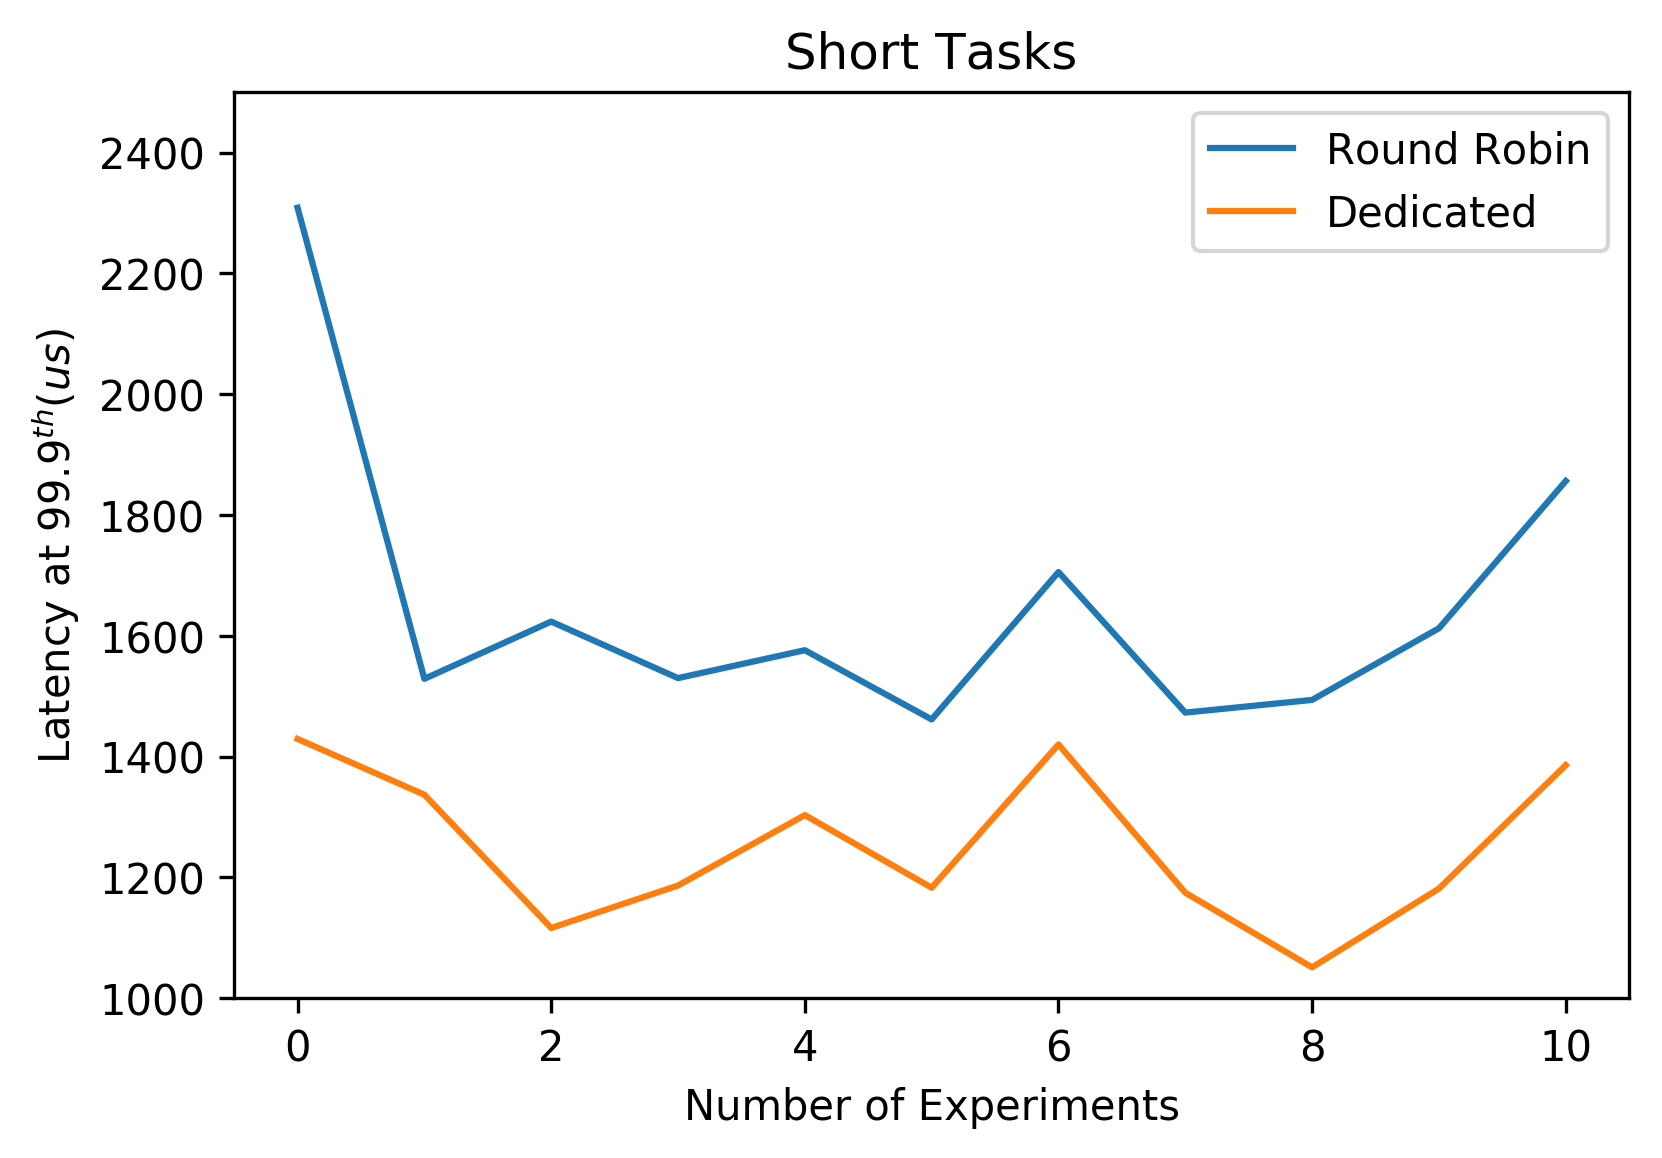 Short Tasks
Round Robin
Dedicated
2400
2200
2000
1800
1600
1400
1200
1000
Latency at 99.9^{th}(us)
0 2 4 6 8 10
Number of Experiments